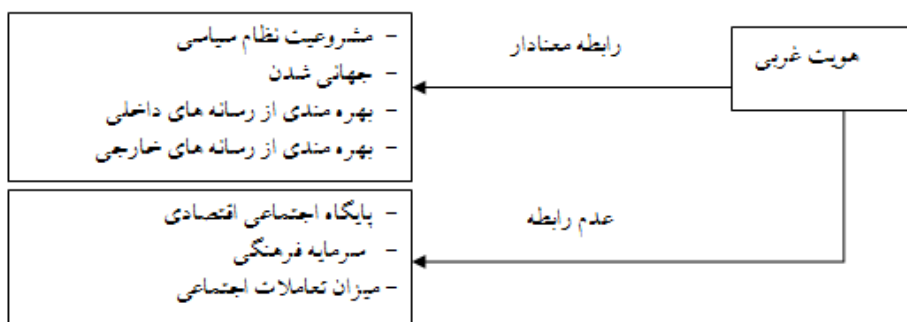 هویت غربی
رابطه معنادار
- مشروعیت نظام سیاسی
- جهانی شدن
- بهره مندی از رسانه های داخلی
- بهره مندی از رسانه های خارجی
عدم رابطه
- پایگاه اجتماعی اقتصادی
- سرمایه فرهنگی
- میزان تعاملات اجتماعی